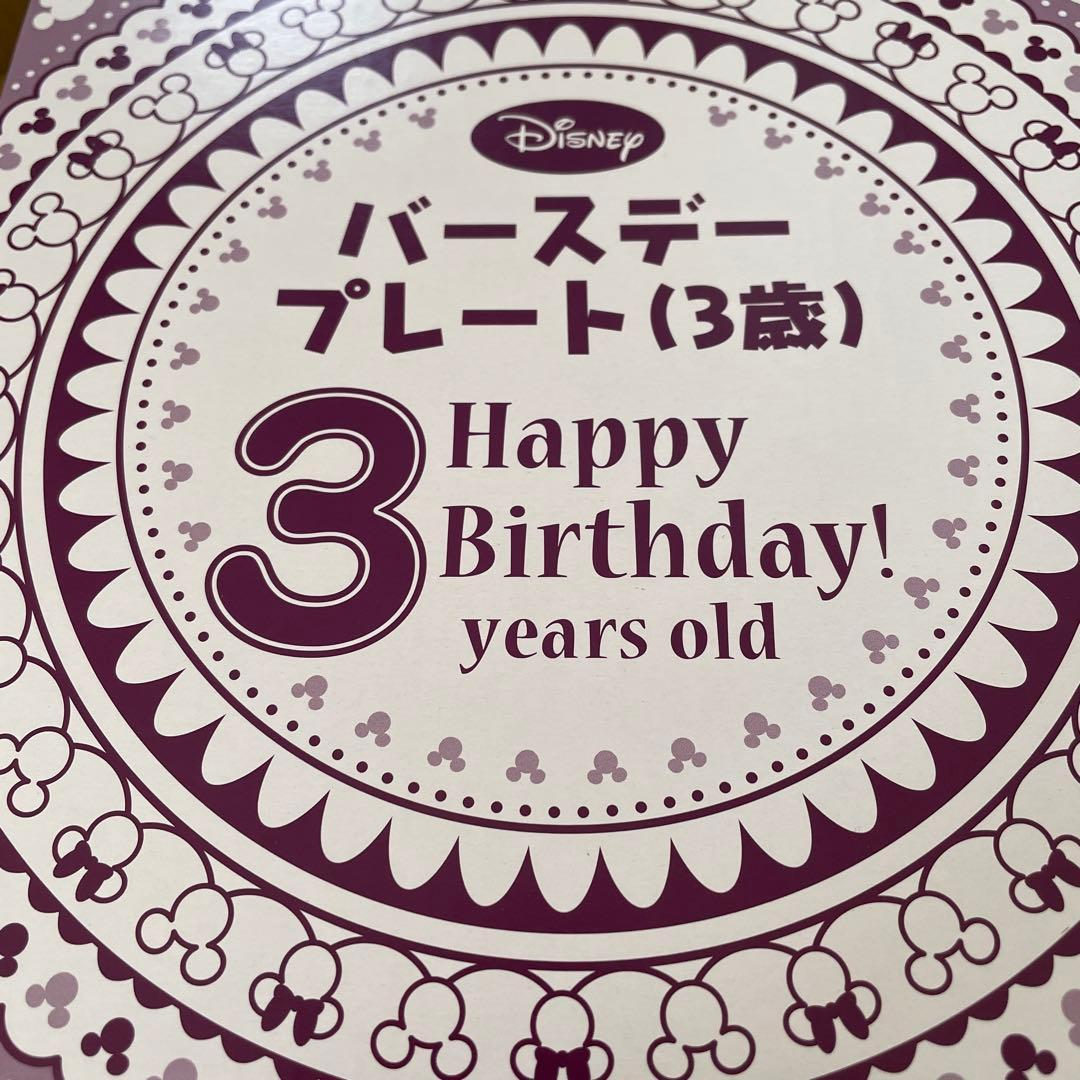 Disney
バースデー
プレート(3歳)
3 Happy
Birthday!
years old